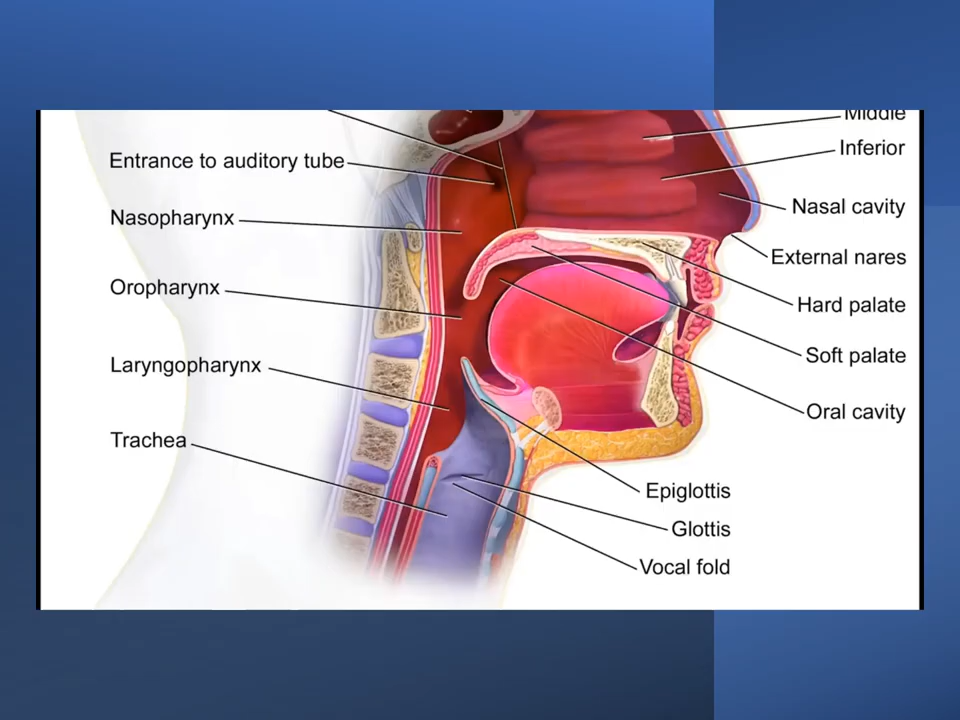 Middle
Inferior
Entrance to auditory tube
Nasal cavity
Nasopharynx
External nares
Oropharynx
Hard palate
Soft palate
Laryngopharynx
Oral cavity
Trachea
Epiglottis
Glottis
Vocal fold